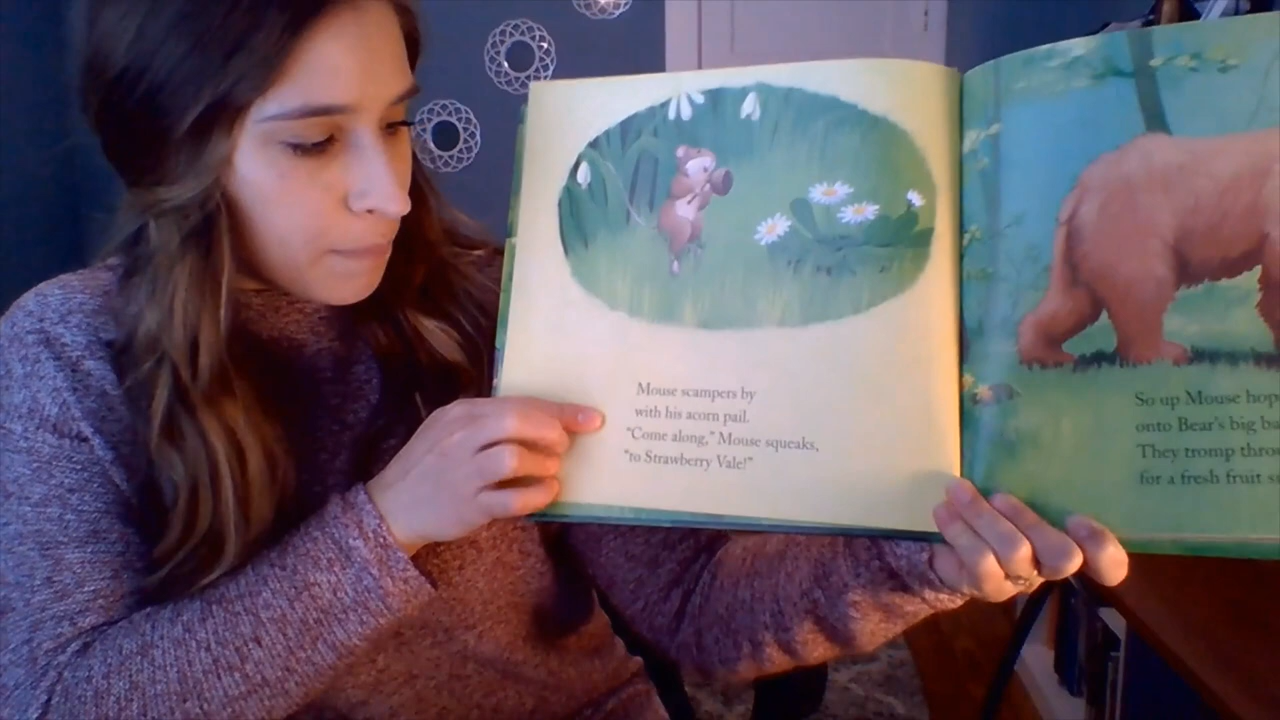 Mouse scampers by
with his acorn pail.
"Come along," Mouse squeaks,
"to Strawberry Vale!"
So up Mouse
onto Bear's big
They tromp
for a fresh fruit